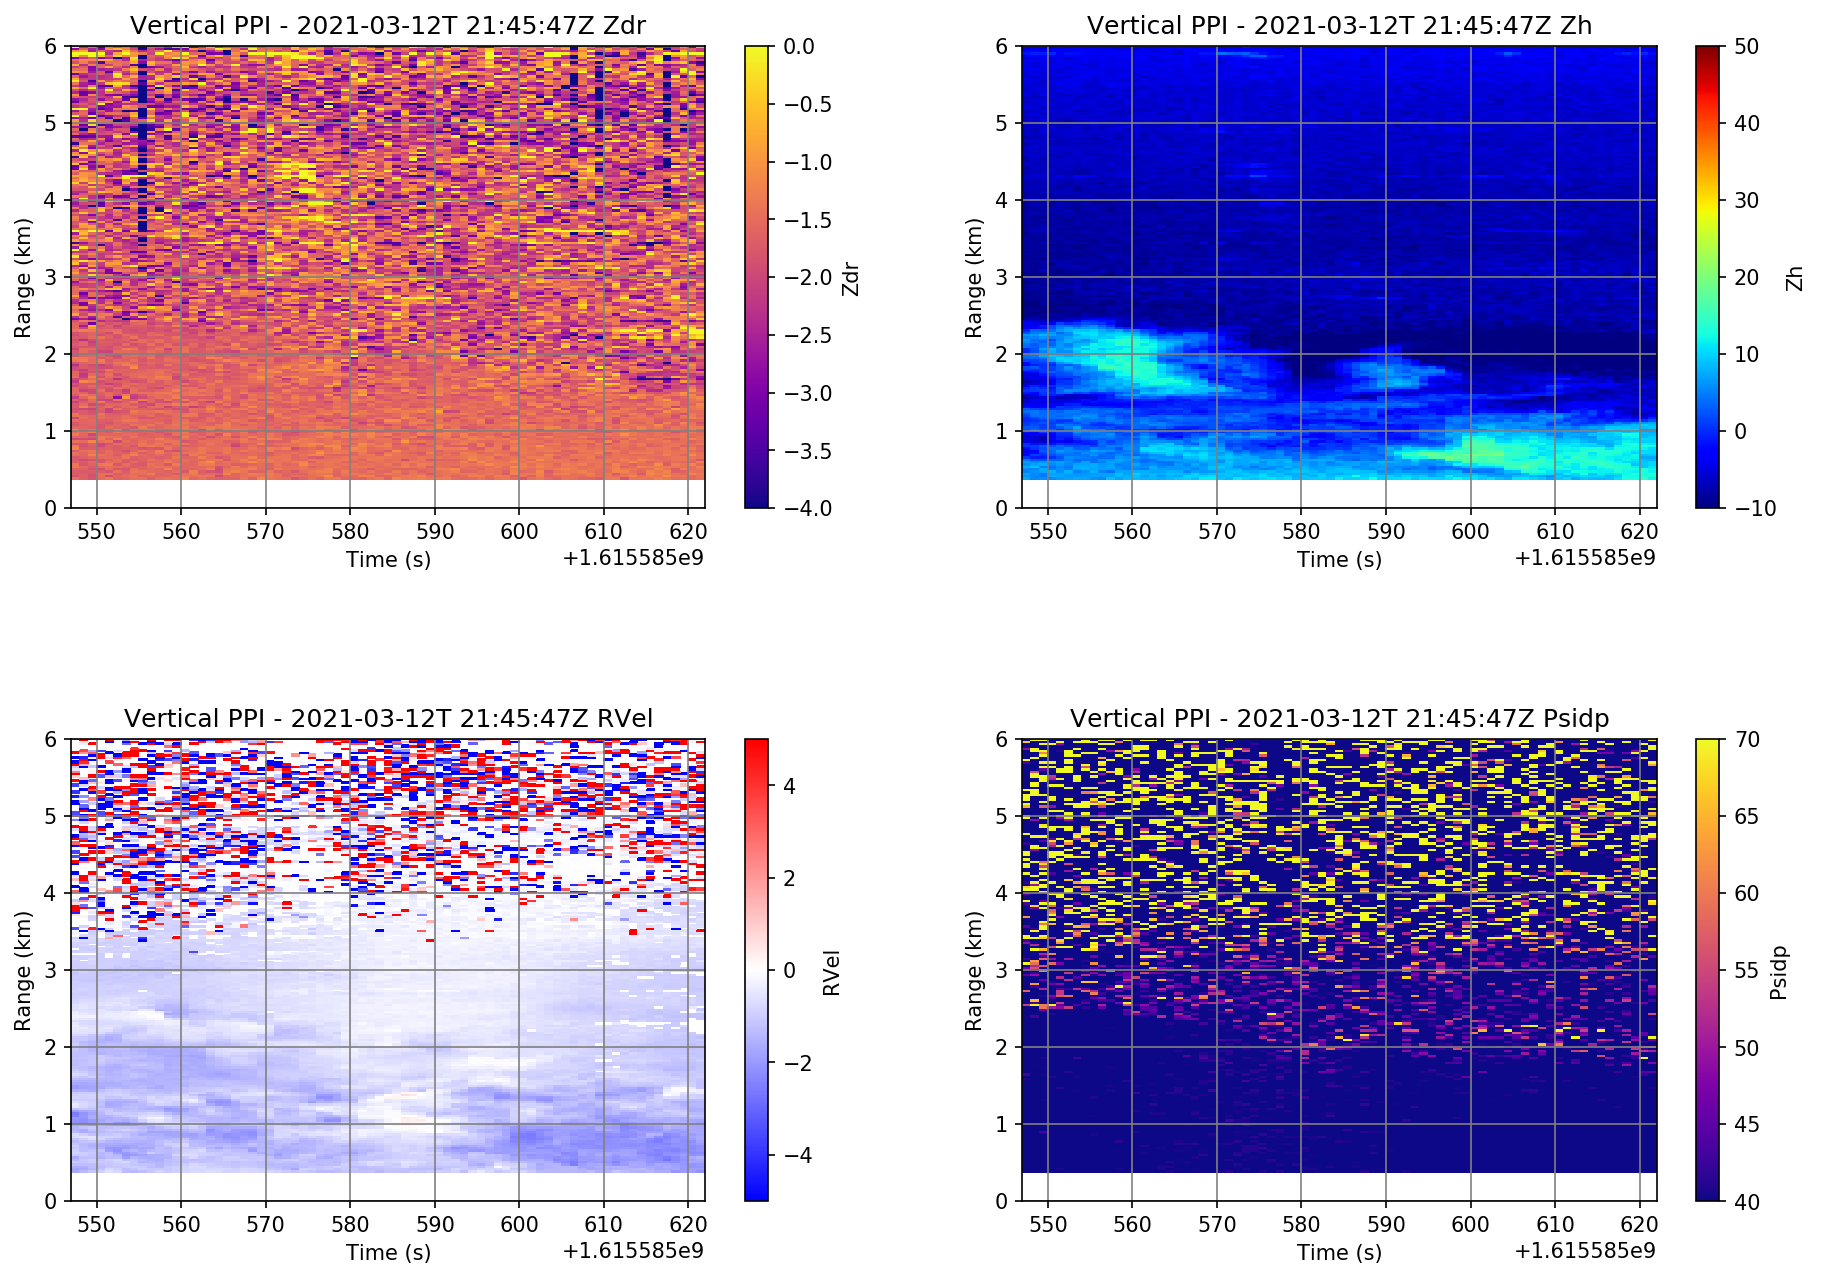 Vertical PPI - 2021-03-12T 21:45:47Z Zdr
6
5
4
3
2
1
0
Range (km)
550 560 570 580 590 600 610 620
Time (s)
+1.615585e9
0.0
−0.5
−1.0
−1.5
−2.0
−2.5
−3.0
−3.5
−4.0
Zdr
Vertical PPI - 2021-03-12T 21:45:47Z Zh
6
5
4
3
2
1
0
Range (km)
550 560 570 580 590 600 610 620
Time (s)
+1.615585e9
50
40
30
20
10
0
−10
Zh
Vertical PPI - 2021-03-12T 21:45:47Z RVel
6
5
4
3
2
1
0
Range (km)
550 560 570 580 590 600 610 620
Time (s)
+1.615585e9
4
2
0
−2
−4
RVel
Vertical PPI - 2021-03-12T 21:45:47Z Psidp
6
5
4
3
2
1
0
Range (km)
550 560 570 580 590 600 610 620
Time (s)
+1.615585e9
70
65
60
55
50
45
40
Psidp